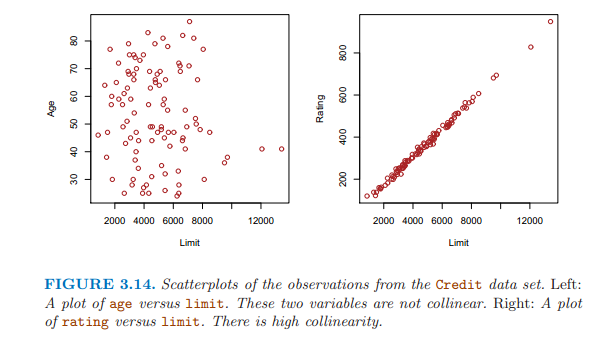 Age
30 40 50 60 70 80
2000 4000 6000 8000 12000
Limit
Rating
200 400 600 800
2000 4000 6000 8000 12000
Limit
FIGURE 3.14. Scatterplots of the observations from the Credit data set. Left:
A plot of age versus limit. These two variables are not collinear. Right: A plot
of rating versus limit. There is high collinearity.